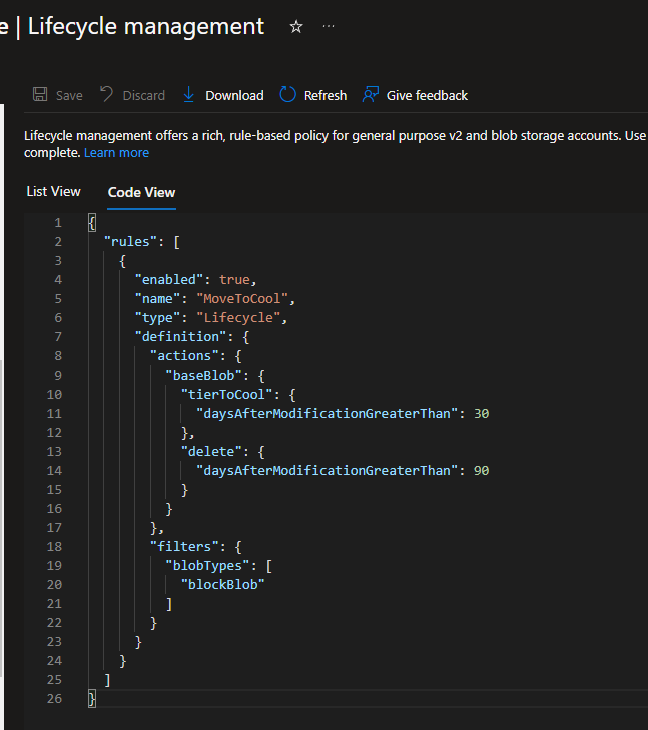 e | Lifecycle management ☆ ...
Save Discard Download Refresh Give feedback
Lifecycle management offers a rich, rule-based policy for general purpose v2 and blob storage accounts. Use
complete. Learn more
List View Code View
1 {
2 "rules": [
3 {
4 "enabled": true,
5 "name": "MoveToCool",
6 "type": "Lifecycle",
7 "definition": {
8 "actions": {
9 "baseBlob": {
10 "tierToCool": {
11 "daysAfterModificationGreaterThan": 30
12 },
13 "delete": {
14 "daysAfterModificationGreaterThan": 90
15 }
16 }
17 },
18 "filters": {
19 "blobTypes": [
20 "blockBlob"
21 ]
22 }
23 }
24 }
25 ]
26 }